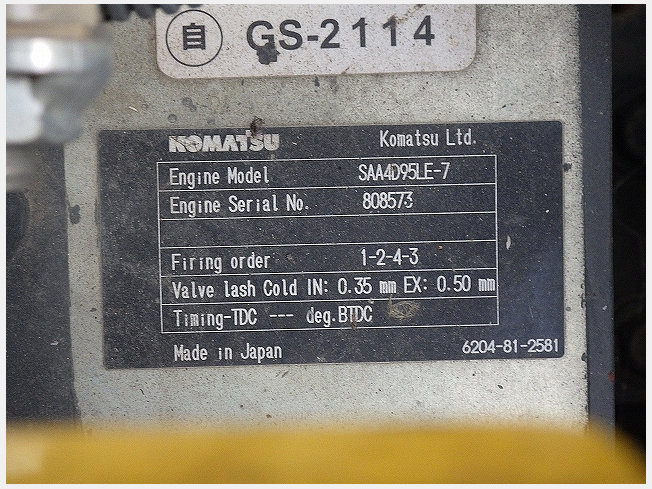 自 GS-2114
KOMATSU Komatsu Ltd.
Engine Model SAA4D95LE-7
Engine Serial No. 808573
Firing order 1-2-4-3
Valve lash Cold IN: 0.35 mm EX: 0.50 mm
Timing-TDC --- deg.BTDC
Made in Japan 6204-81-2581